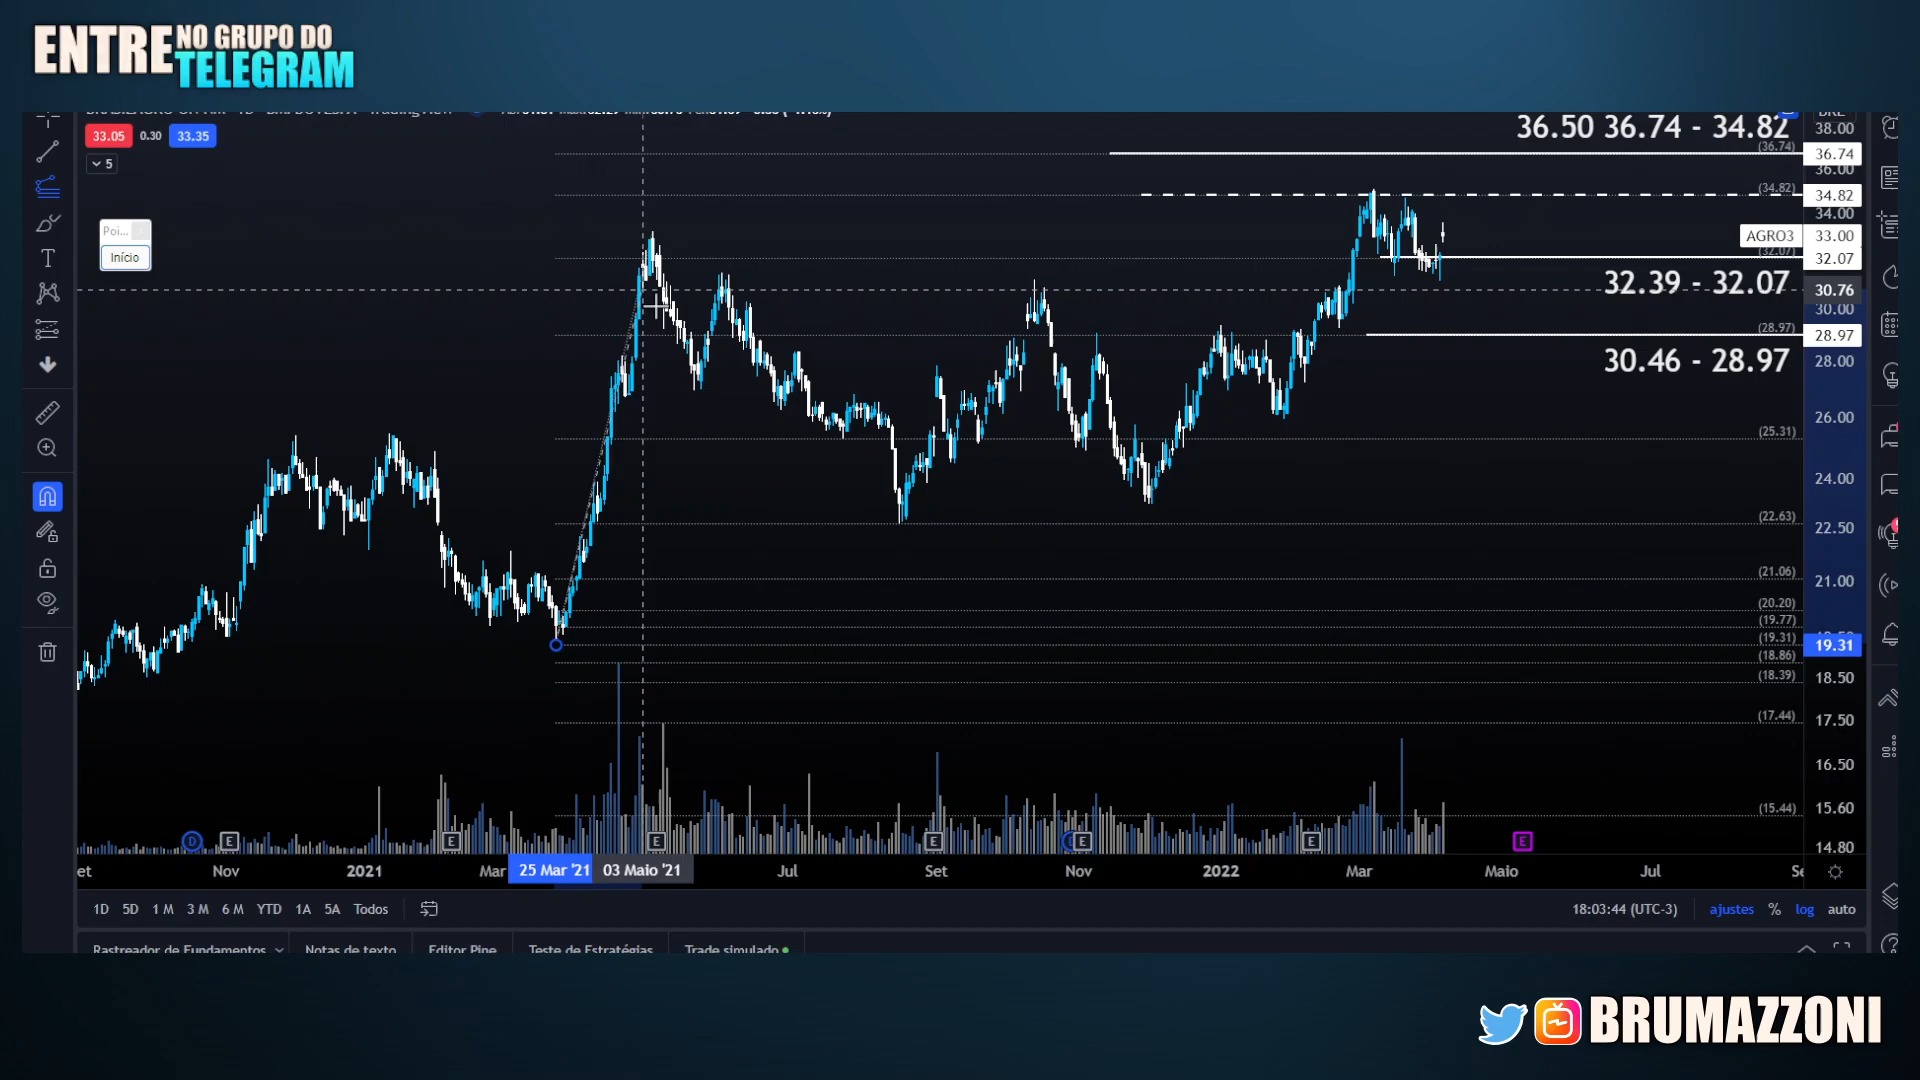 ENTRE NO GRUPO DO TELEGRAM
33.05 0.30 33.35
5
Poi...
Início
36.50 36.74 - 34.82
(36.74)
(34.82)
(32.07)
32.39 - 32.07
(28.97)
30.46 - 28.97
(25.31)
(22.63)
(21.06)
(20.20)
(19.77)
(19.31)
(18.86)
(18.39)
(17.44)
(15.44)
38.00
36.74
36.00
34.82
34.00
AGRO3 33.00
32.07
30.76
30.00
28.97
28.00
26.00
24.00
22.50
21.00
19.31
18.50
17.50
16.50
15.60
14.80
D E E E E E E E
et Nov 2021 Mar 25 Mar '21 03 Maio '21 Jul Set Nov 2022 Mar Maio Jul Se
1D 5D 1 M 3 M 6 M YTD 1A 5A Todos 18:03:44 (UTC-3) ajustes % log auto
Rastreador de Fundamentos Notas de texto Editor Pine Teste de Estratégias Trade simulado
BRUMAZZONI